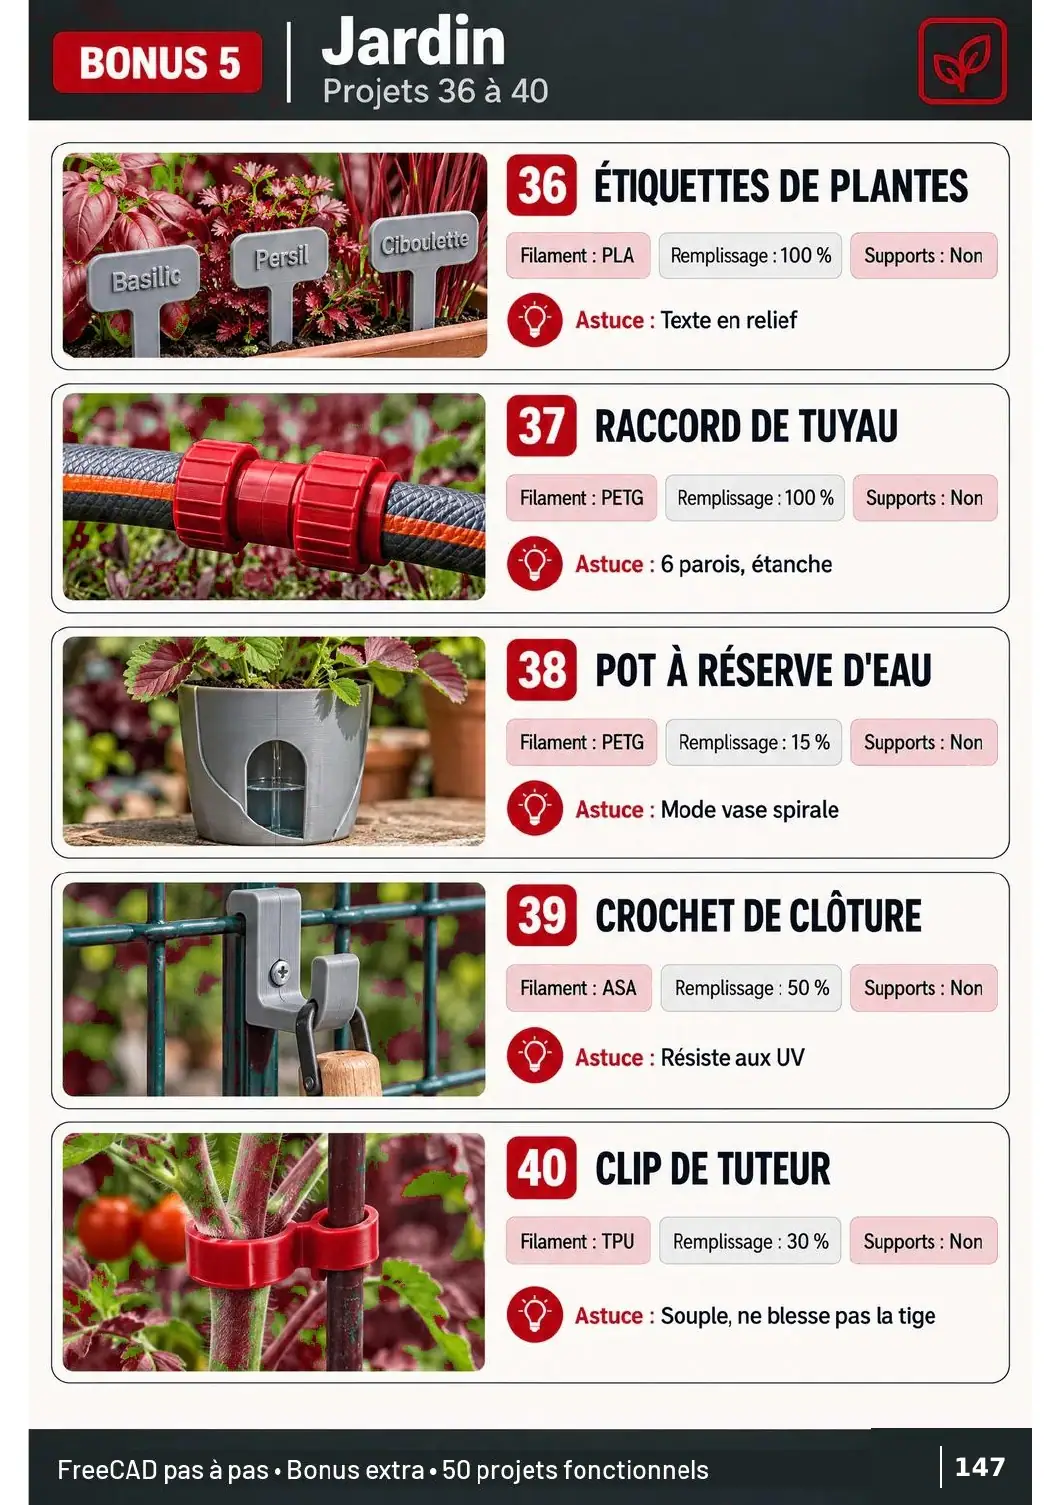 BONUS 5
Jardin
Projets 36 à 40
Basilic
Persil
Ciboulette
36 ÉTIQUETTES DE PLANTES
Filament : PLA
Remplissage : 100 %
Supports : Non
Astuce : Texte en relief
37 RACCORD DE TUYAU
Filament : PETG
Remplissage : 100 %
Supports : Non
Astuce : 6 parois, étanche
38 POT À RÉSERVE D'EAU
Filament : PETG
Remplissage : 15 %
Supports : Non
Astuce : Mode vase spirale
39 CROCHET DE CLÔTURE
Filament : ASA
Remplissage : 50 %
Supports : Non
Astuce : Résiste aux UV
40 CLIP DE TUTEUR
Filament : TPU
Remplissage : 30 %
Supports : Non
Astuce : Souple, ne blesse pas la tige
FreeCAD pas à pas • Bonus extra • 50 projets fonctionnels
147